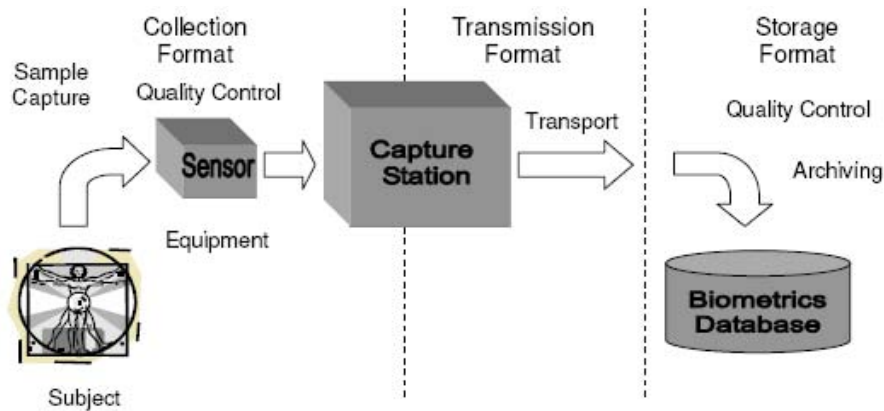 Collection
Format
Transmission
Format
Storage
Format
Sample
Capture
Quality Control
Sensor
Equipment
Capture
Station
Transport
Quality Control
Archiving
Biometrics
Database
Subject